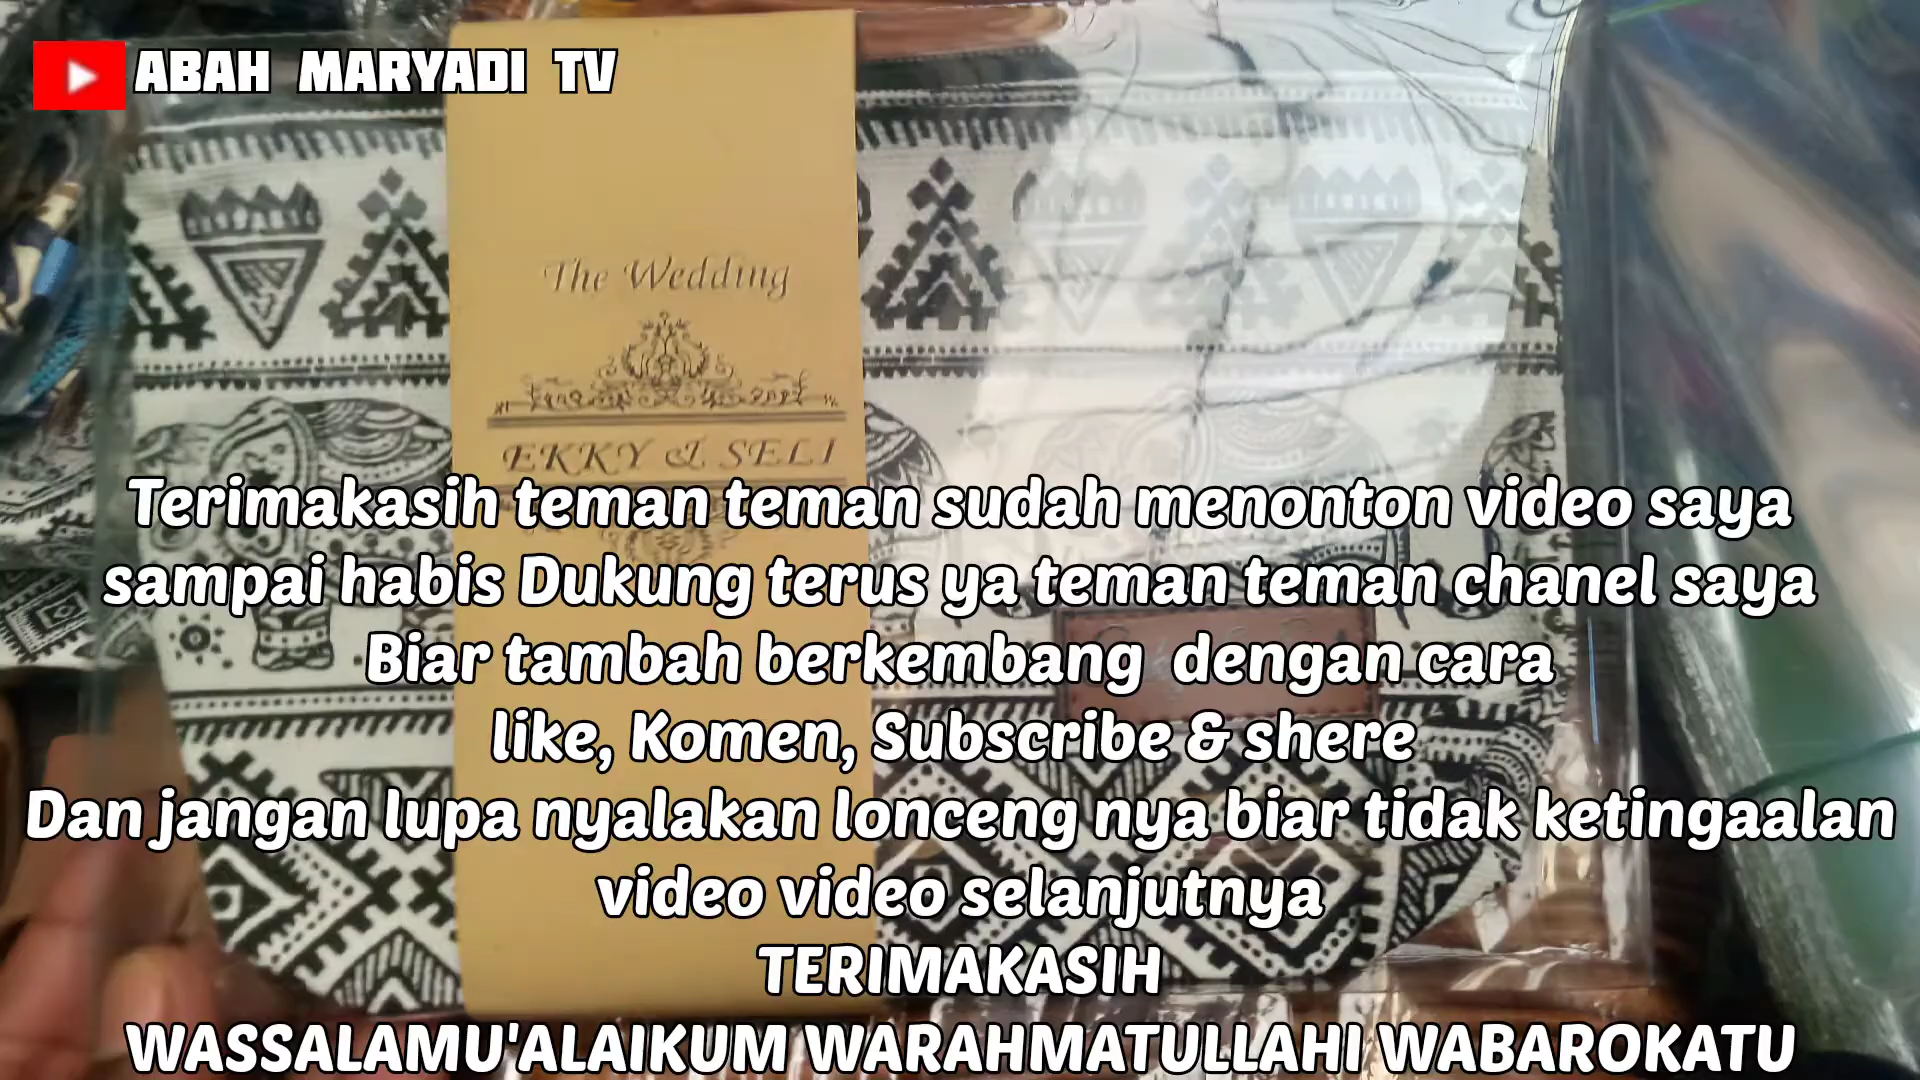 ABAH MARYADI TV
The Wedding
EKKY & SELI
Terimakasih teman teman sudah menonton video saya
sampai habis Dukung terus ya teman teman chanel saya
Biar tambah berkembang dengan cara
like, Komen, Subscribe & shere
Dan jangan lupa nyalakan lonceng nya biar tidak ketingaalan
video video selanjutnya
TERIMAKASIH
WASSALAMU'ALAIKUM WARAHMATULLAHI WABAROKATU